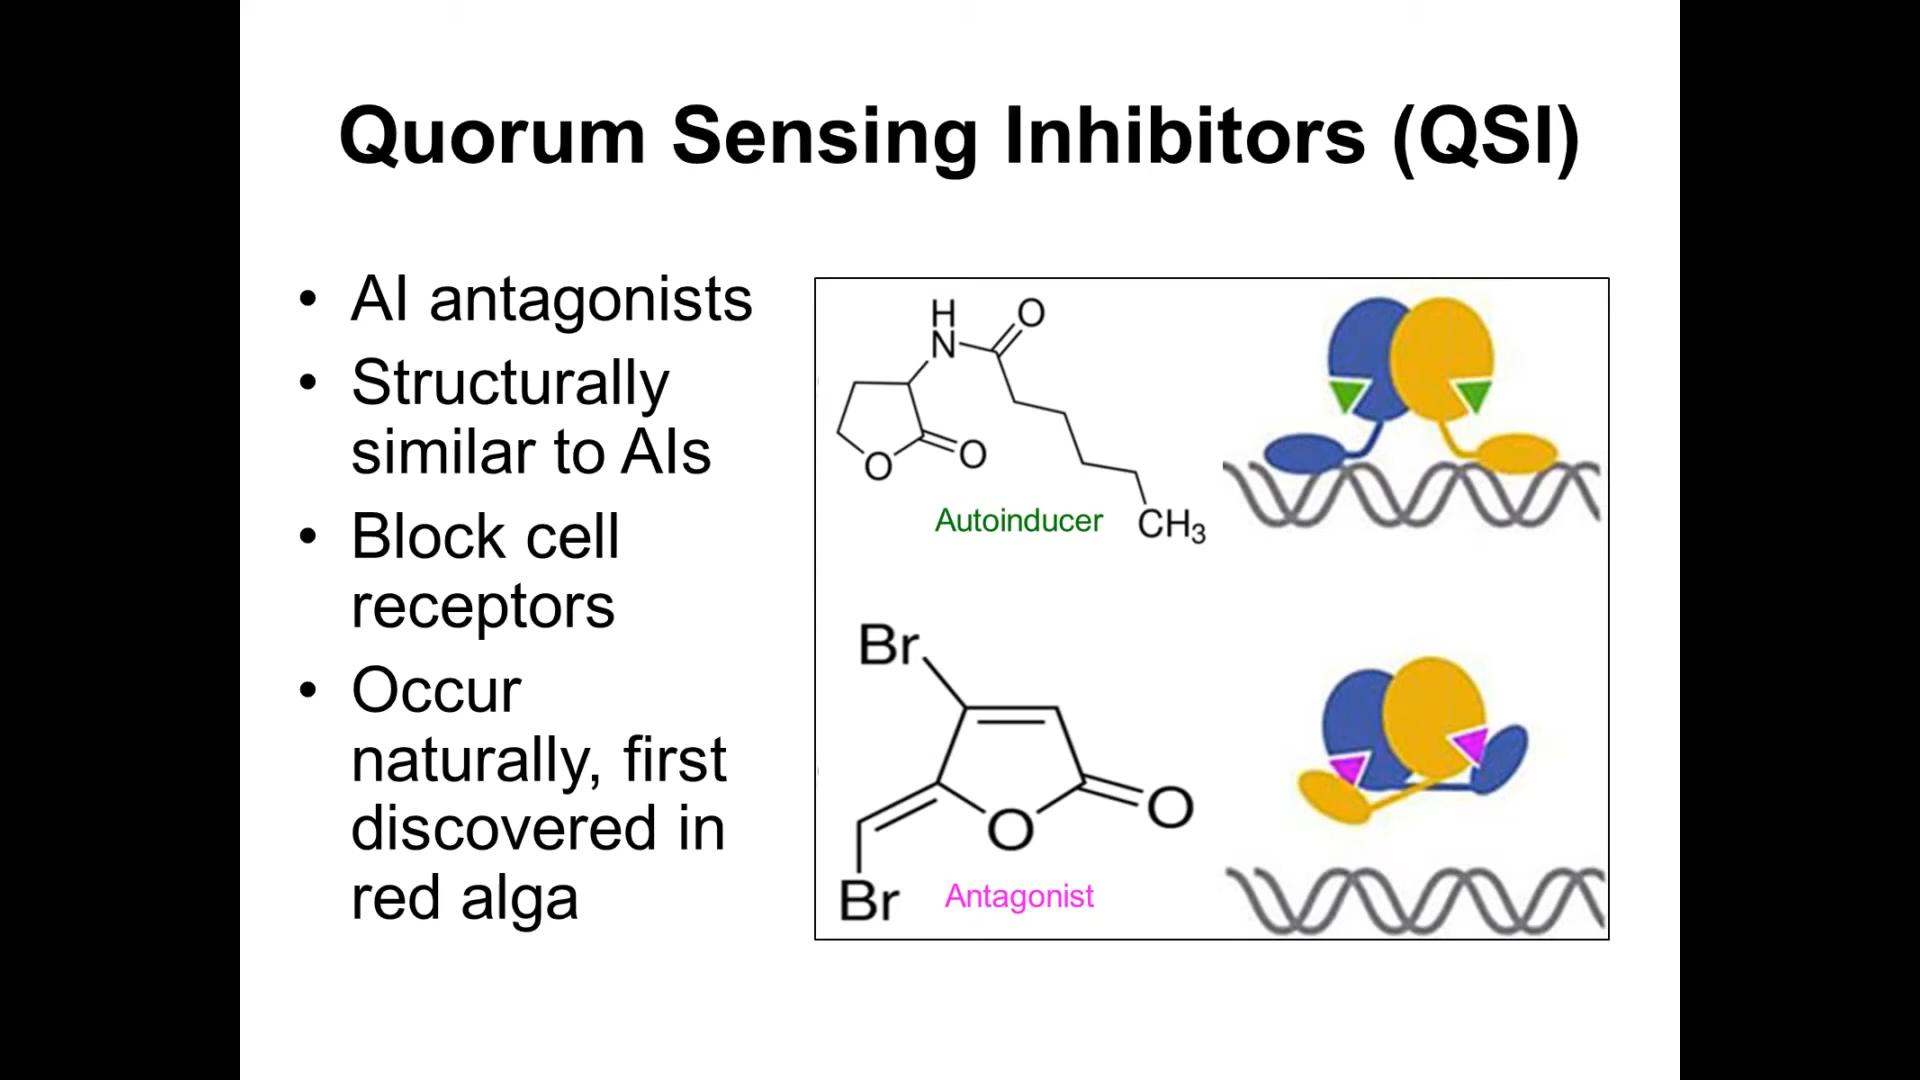 Quorum Sensing Inhibitors (QSI)
• AI antagonists
• Structurally
similar to AIs
• Block cell
receptors
• Occur
naturally, first
discovered in
red alga
H
N
O
O
O
Autoinducer
CH3
Br
O
O
Br
Antagonist